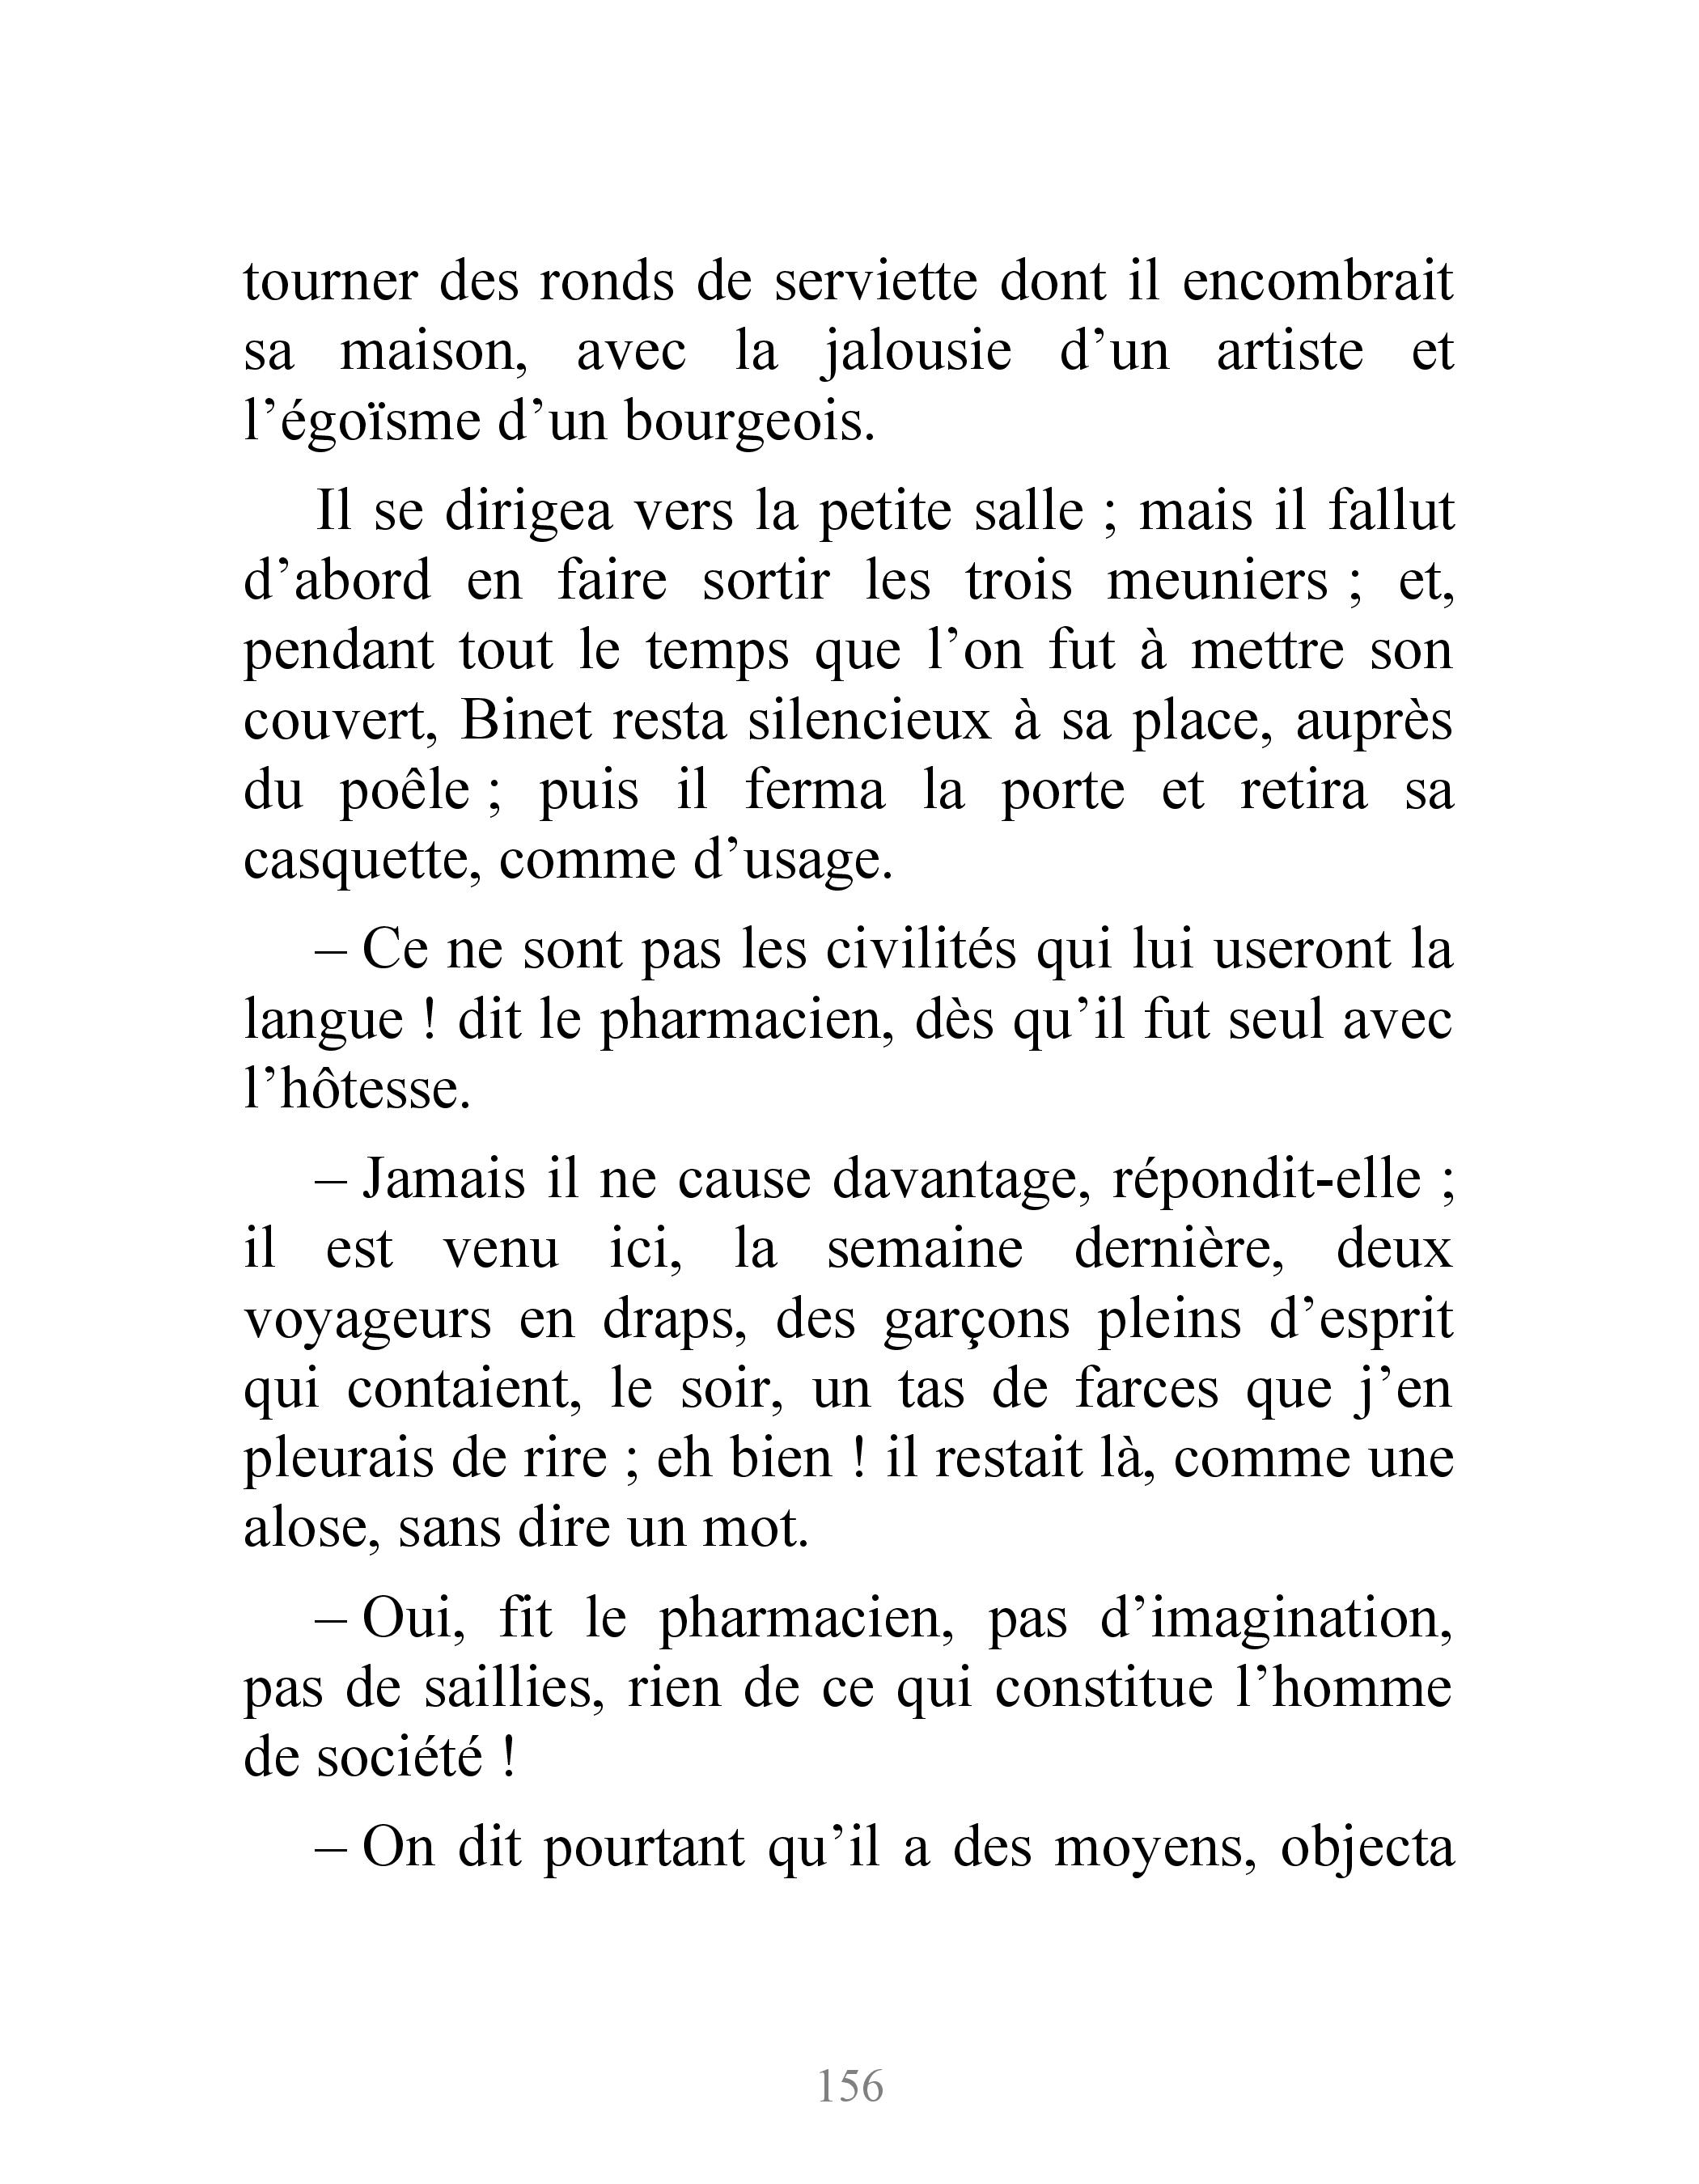 tourner des ronds de serviette dont il encombrait
sa maison, avec la jalousie d’un artiste et
l’égoïsme d’un bourgeois.
Il se dirigea vers la petite salle ; mais il fallut
d’abord en faire sortir les trois meuniers ; et,
pendant tout le temps que l’on fut à mettre son
couvert, Binet resta silencieux à sa place, auprès
du poêle ; puis il ferma la porte et retira sa
casquette, comme d’usage.
– Ce ne sont pas les civilités qui lui useront la
langue ! dit le pharmacien, dès qu’il fut seul avec
l’hôtesse.
– Jamais il ne cause davantage, répondit-elle ;
il est venu ici, la semaine dernière, deux
voyageurs en draps, des garçons pleins d’esprit
qui contaient, le soir, un tas de farces que j’en
pleurais de rire ; eh bien ! il restait là, comme une
alose, sans dire un mot.
– Oui, fit le pharmacien, pas d’imagination,
pas de saillies, rien de ce qui constitue l’homme
de société !
– On dit pourtant qu’il a des moyens, objecta
156